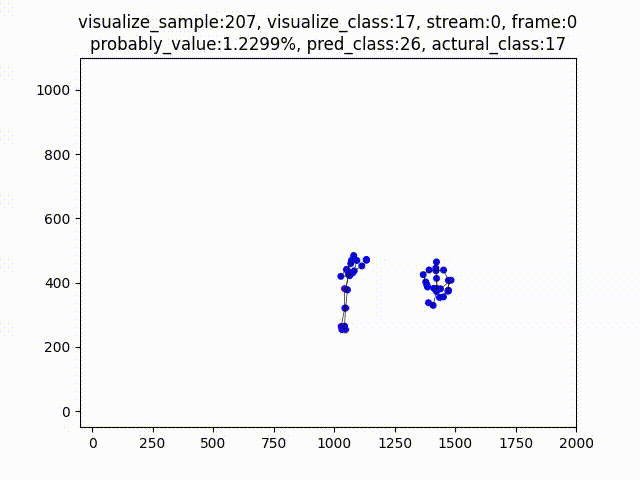 visualize_sample:207, visualize_class:17, stream:0, frame:0
probably_value:1.2299%, pred_class:26, actural_class:17
1000
800
600
400
200
0
0 250 500 750 1000 1250 1500 1750 2000